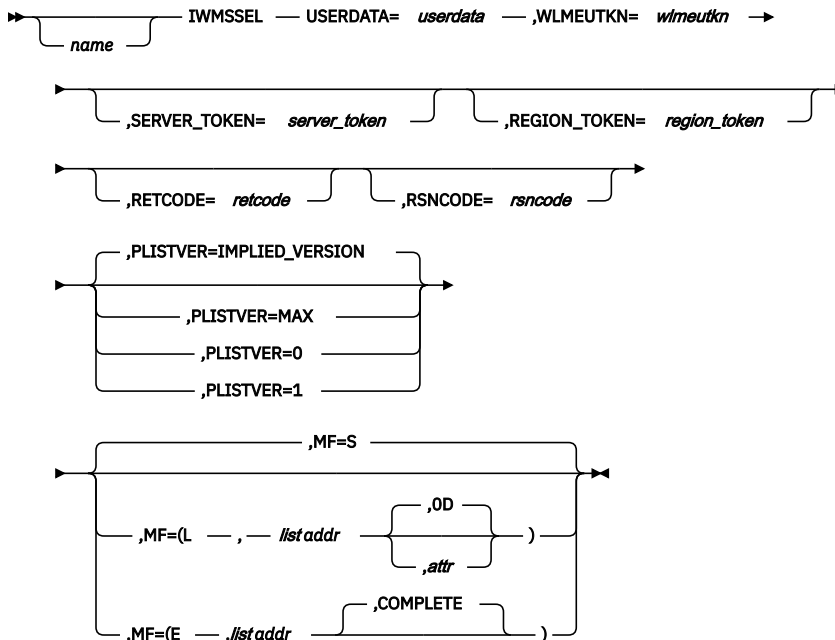 IWMSSEL USERDATA= userdata ,WLMEUTKN= wlmeutkn
name
,SERVER_TOKEN= server_token ,REGION_TOKEN= region_token
,RETCODE= retcode ,RSNCODE= rsncode
,PLISTVER=IMPLIED_VERSION
,PLISTVER=MAX
,PLISTVER=0
,PLISTVER=1
,MF=S
,0D
,MF=(L , list addr )
,attr
,COMPLETE
,MF=(E ,list addr )